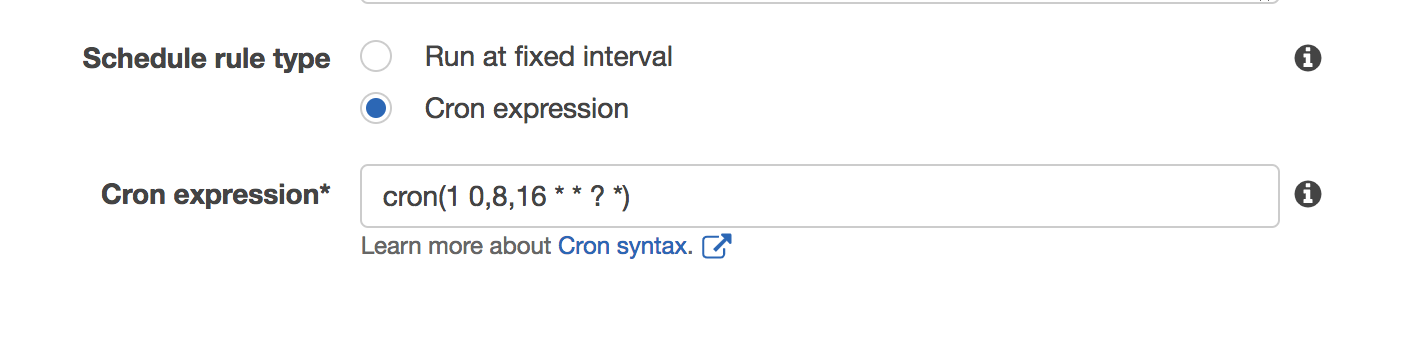 Schedule rule type
Run at fixed interval
Cron expression
Cron expression*
cron(1 0,8,16 * * ? *)
Learn more about Cron syntax.